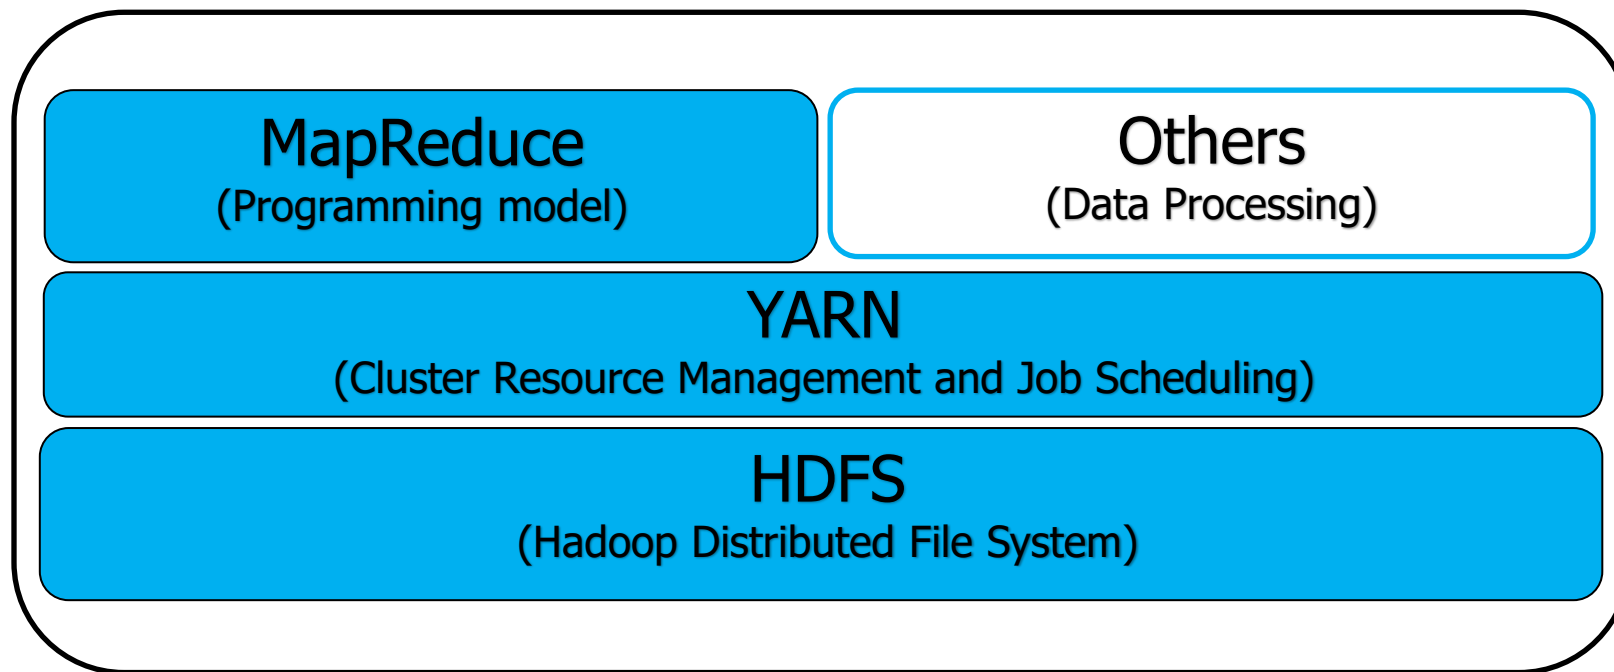 MapReduce
(Programming model)
Others
(Data Processing)
YARN
(Cluster Resource Management and Job Scheduling)
HDFS
(Hadoop Distributed File System)